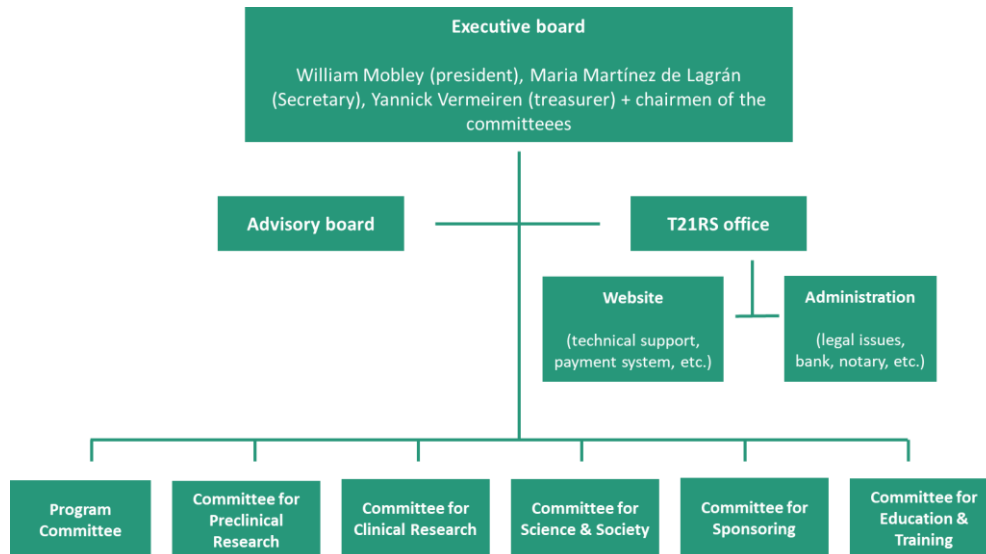 Executive board
William Mobley (president), Maria Martínez de Lagrán
(Secretary), Yannick Vermeiren (treasurer) + chairmen of the
committeees
Advisory board
T21RS office
Website
(technical support,
payment system, etc.)
Administration
(legal issues,
bank, notary, etc.)
Program
Committee
Committee for
Preclinical
Research
Committee for
Clinical Research
Committee for
Science & Society
Committee for
Sponsoring
Committee for
Education &
Training